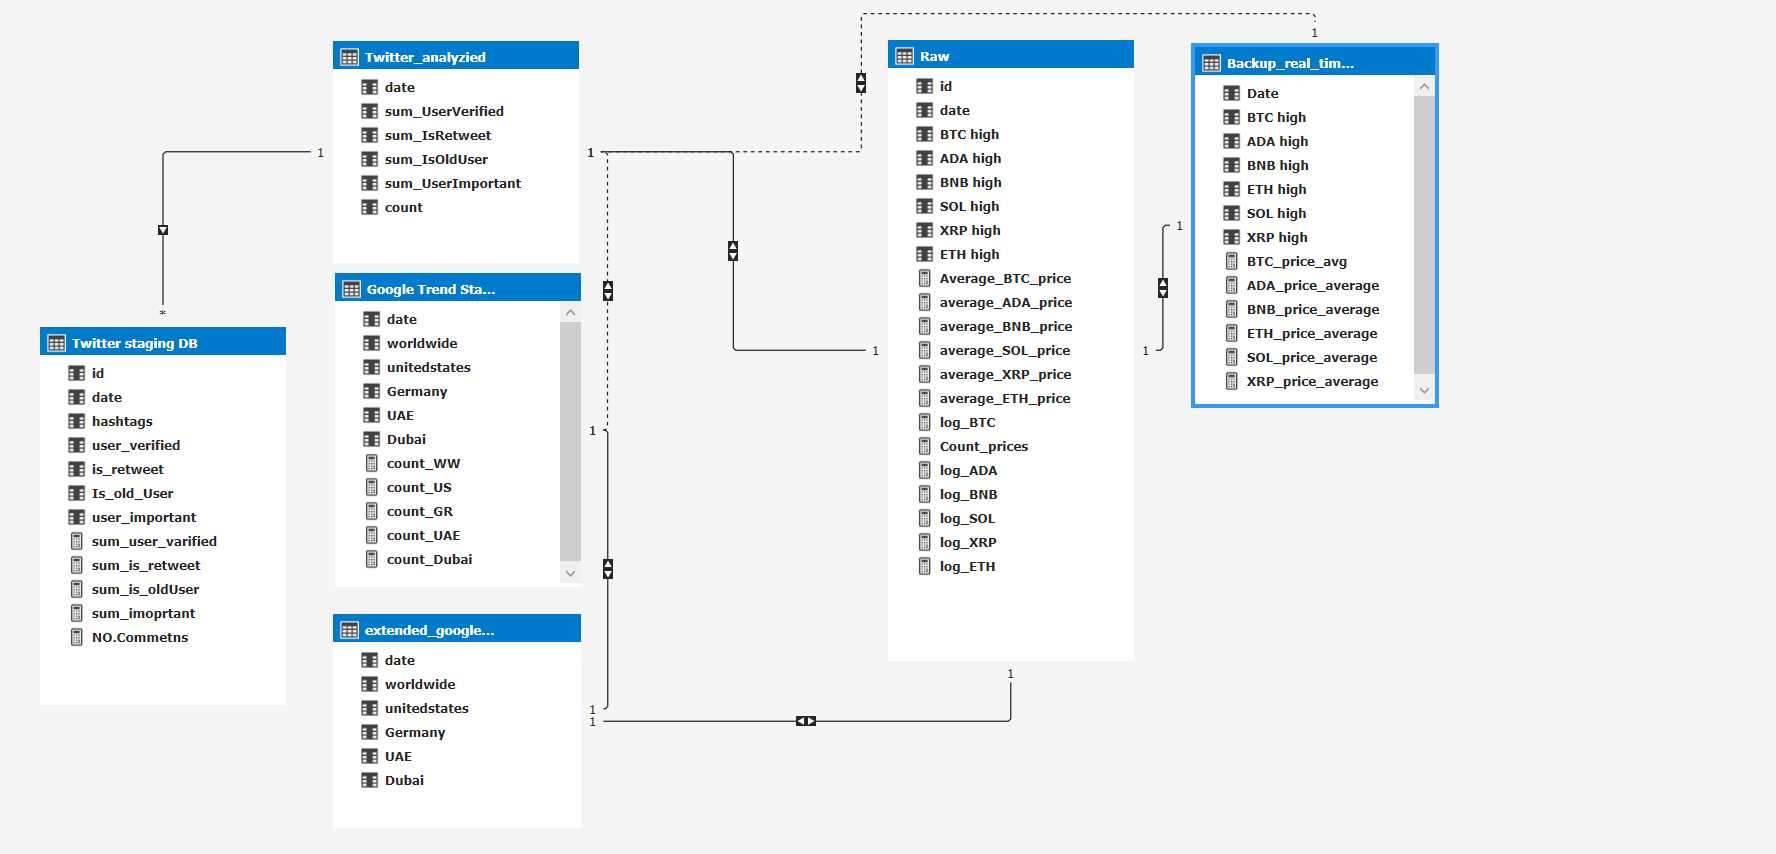 Twitter_analyzied
date
sum_UserVerified
sum_IsRetweet
sum_IsOldUser
sum_UserImportant
count
1
1
*
Twitter staging DB
id
date
hashtags
user_verified
is_retweet
Is_old_User
user_important
sum_user_varified
sum_is_retweet
sum_is_oldUser
sum_imoprtant
NO.Commetns
Google Trend Sta...
date
worldwide
unitedstates
Germany
UAE
Dubai
count_WW
count_US
count_GR
count_UAE
count_Dubai
1
extended_google...
date
worldwide
unitedstates
Germany
UAE
Dubai
1
1
Raw
id
date
BTC high
ADA high
BNB high
SOL high
XRP high
ETH high
Average_BTC_price
average_ADA_price
average_BNB_price
average_SOL_price
average_XRP_price
average_ETH_price
log_BTC
Count_prices
log_ADA
log_BNB
log_SOL
log_XRP
log_ETH
1
1
1
1
1
Backup_real_tim...
Date
BTC high
ADA high
BNB high
ETH high
SOL high
XRP high
BTC_price_avg
ADA_price_average
BNB_price_average
ETH_price_average
SOL_price_average
XRP_price_average